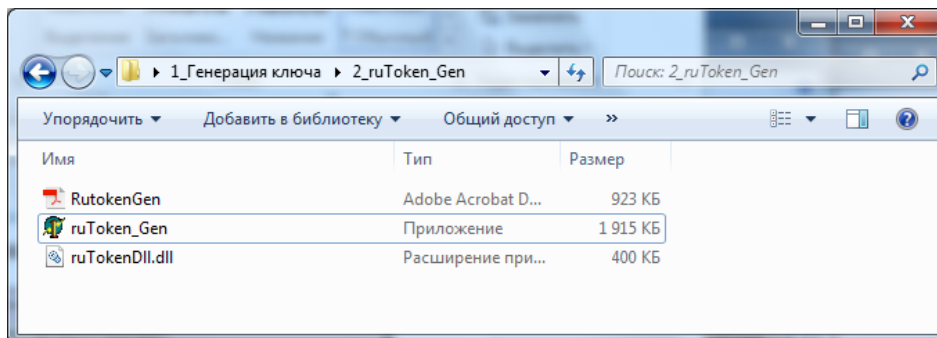 1_Генерация ключа 2_ruToken_Gen Поиск: 2_ruToken_Gen
Упорядочить Добавить в библиотеку Общий доступ »
Имя Тип Размер
RutokenGen Adobe Acrobat D... 923 КБ
ruToken_Gen Приложение 1 915 КБ
ruTokenDll.dll Расширение при... 400 КБ